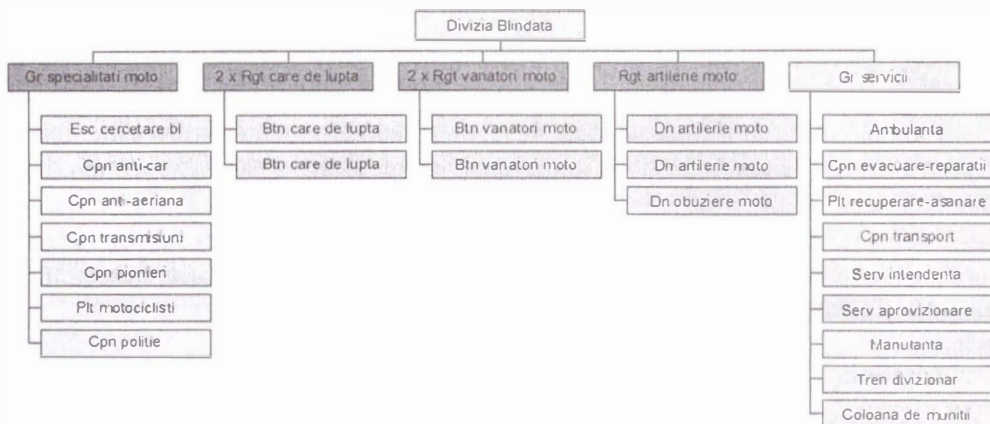 Divizia Blindata
Gr specialitati moto
2 x Rgt care de lupta
2 x Rgt vanatori moto
Rgt artilerie moto
Gr servicii
Esc cercetare bl
Cpn anti-car
Cpn anti-aeriana
Cpn transmisiuni
Cpn pionieri
Plt motociclisti
Cpn politie
Btn care de lupta
Btn care de lupta
Btn vanatori moto
Btn vanatori moto
Dn artilerie moto
Dn artilerie moto
Dn obuziere moto
Ambulanta
Cpn evacuare-reparatii
Plt recuperare-asanare
Cpn transport
Serv intendenta
Serv aprovizionare
Manutanta
Tren divizionar
Coloana de munitii